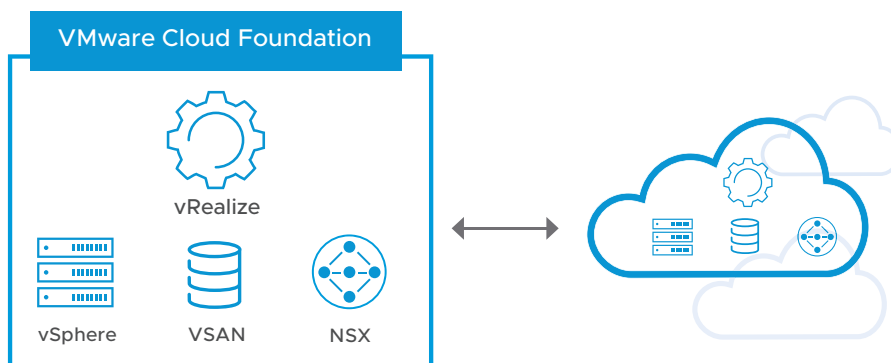 VMware Cloud Foundation
vRealize
vSphere
VSAN
NSX